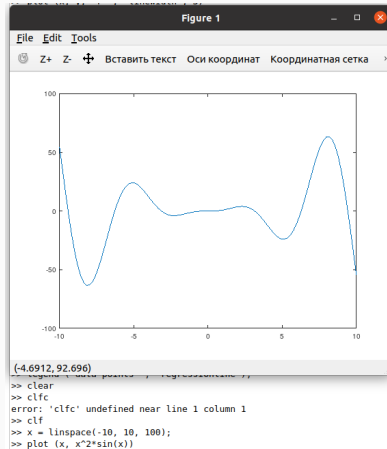 Figure 1
File Edit Tools
Z+ Z- Вставить текст Оси координат Координатная сетка
100
50
0
-50
-100
-10 -5 0 5 10
(-4.6912, 92.696)
>> clear
>> clfc
error: 'clfc' undefined near line 1 column 1
>> clf
>> x = linspace(-10, 10, 100);
>> plot (x, x^2*sin(x))